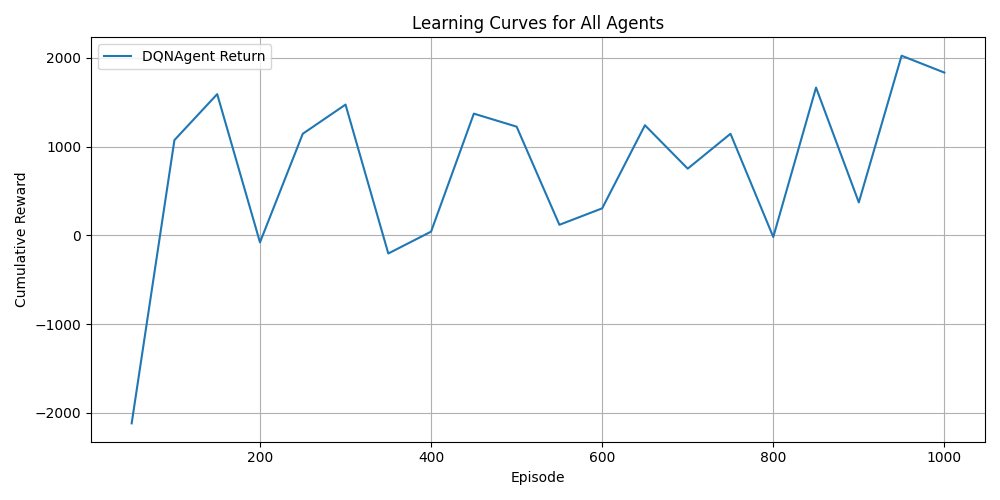 Learning Curves for All Agents
DQNAgent Return
Cumulative Reward
2000
1000
0
−1000
−2000
200
400
600
800
1000
Episode